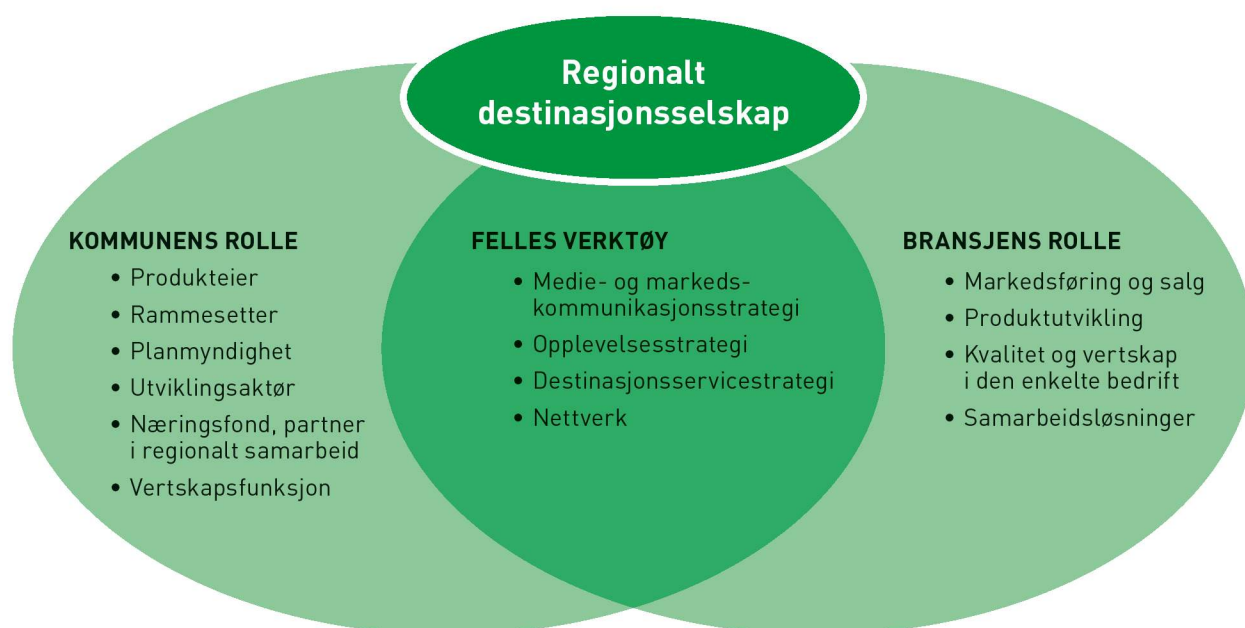 Regionalt
destinasjonsselskap
KOMMUNENS ROLLE
• Produkteier
• Rammesetter
• Planmyndighet
• Utviklingsaktør
• Næringsfond, partner
i regionalt samarbeid
• Vertskapsfunksjon
FELLES VERKTØY
• Medie- og markeds-
kommunikasjonsstrategi
• Opplevelsesstrategi
• Destinasjonsservicestrategi
• Nettverk
BRANSJENS ROLLE
• Markedsføring og salg
• Produktutvikling
• Kvalitet og vertskap
i den enkelte bedrift
• Samarbeidsløsninger